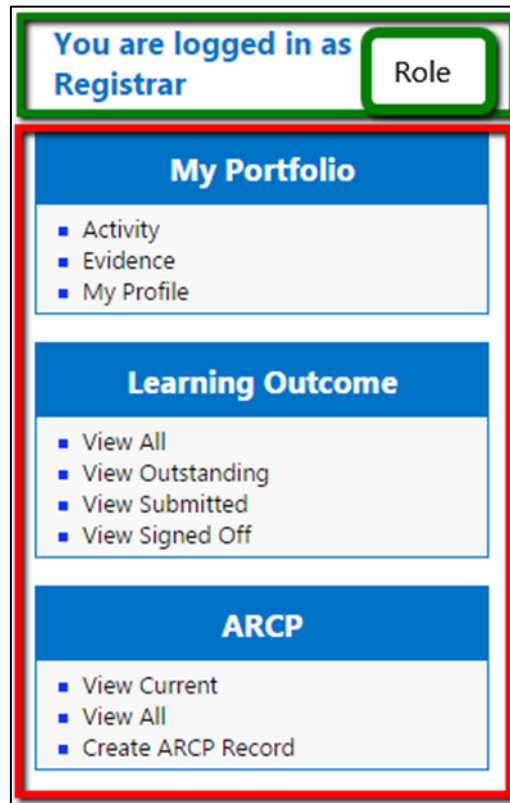 You are logged in as
Registrar
Role
My Portfolio
Activity
Evidence
My Profile
Learning Outcome
View All
View Outstanding
View Submitted
View Signed Off
ARCP
View Current
View All
Create ARCP Record